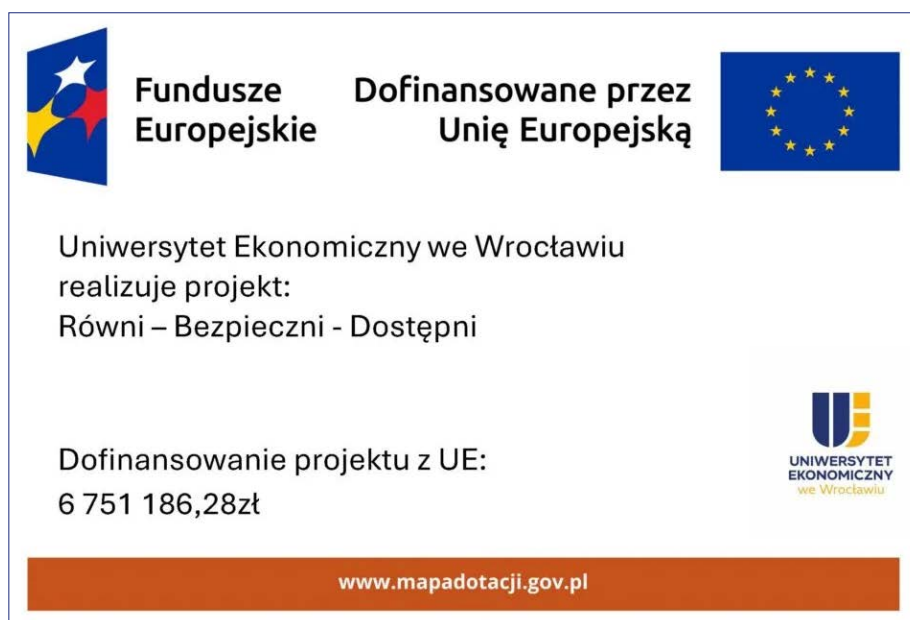 Fundusze
Europejskie
Dofinansowane przez
Unię Europejską
Uniwersytet Ekonomiczny we Wrocławiu
realizuje projekt:
Równi – Bezpieczni - Dostępni
Dofinansowanie projektu z UE:
6 751 186,28zł
UNIWERSYTET
EKONOMICZNY
we Wrocławiu
www.mapadotacji.gov.pl